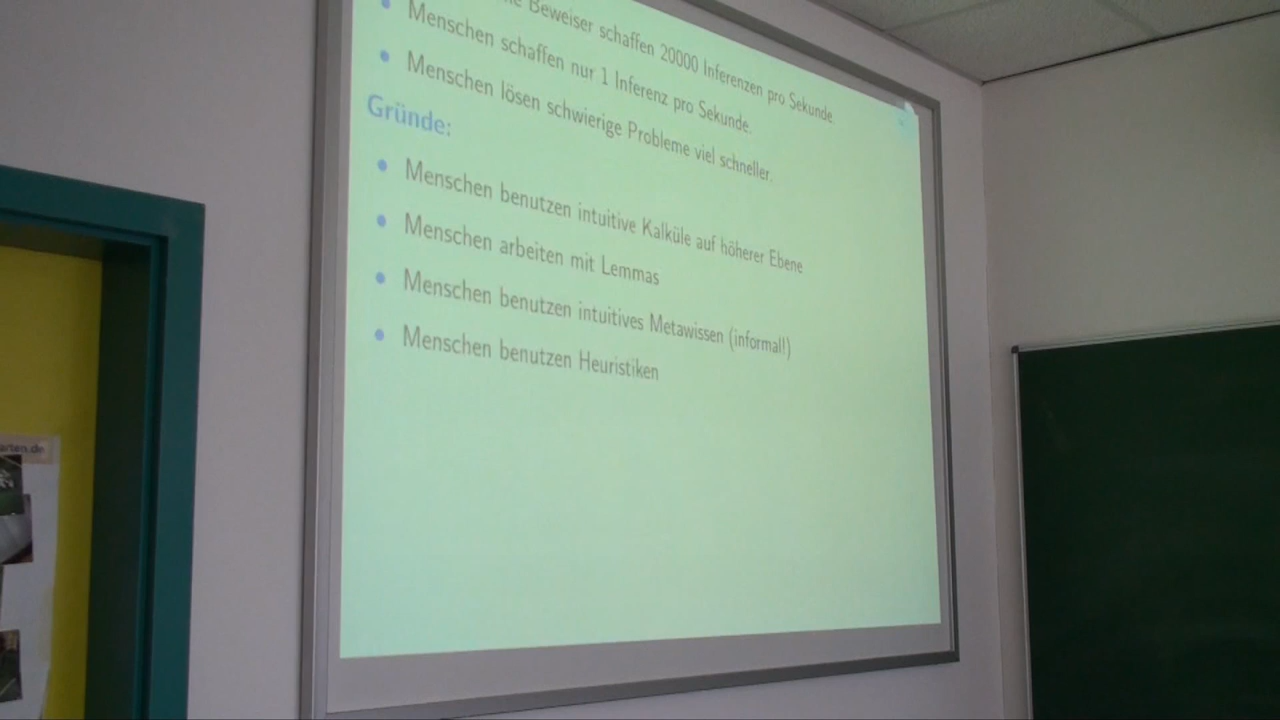 Beweiser schaffen 20000 Inferenzen pro Sekunde.
Menschen schaffen nur 1 Inferenz pro Sekunde.
Menschen lösen schwierige Probleme viel schneller.
Gründe:
Menschen benutzen intuitive Kalküle auf höherer Ebene
Menschen arbeiten mit Lemmas
Menschen benutzen intuitives Metawissen (informal!)
Menschen benutzen Heuristiken
arten.de